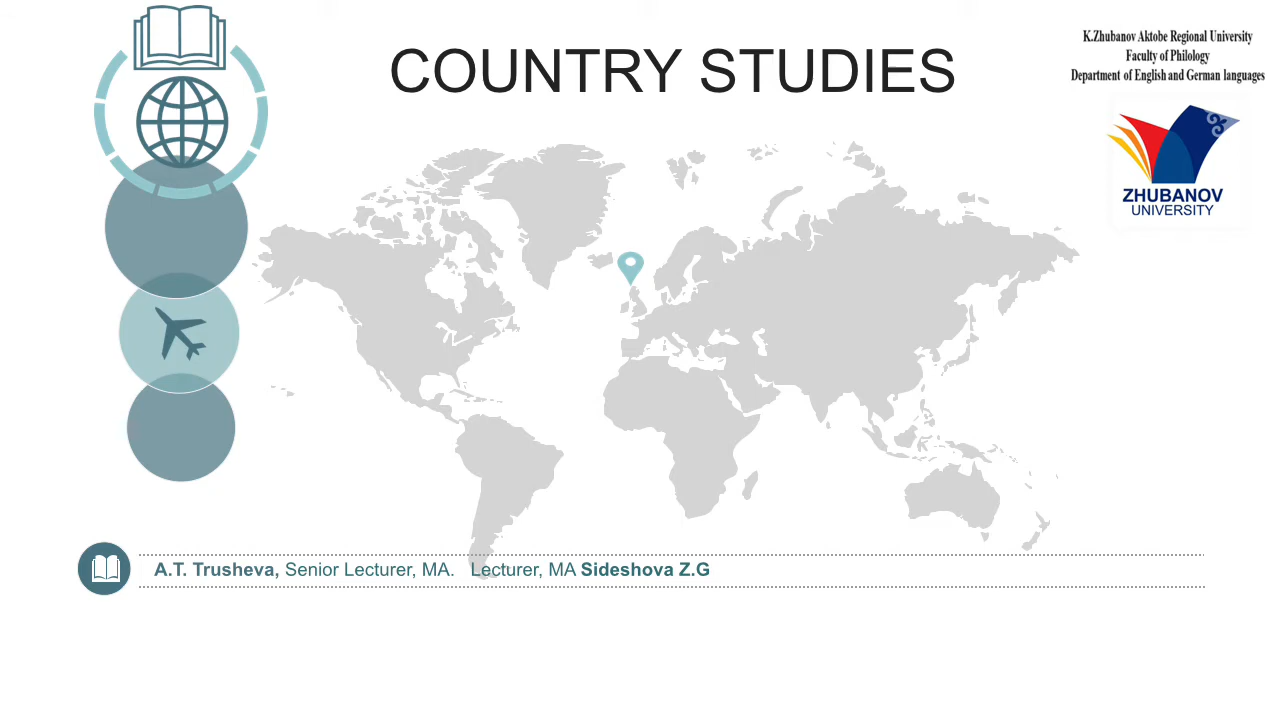 COUNTRY STUDIES
K.Zhubanov Aktobe Regional University
Faculty of Philology
Department of English and German languages
ZHUBANOV
UNIVERSITY
A.T. Trusheva, Senior Lecturer, MA. Lecturer, MA Sideshova Z.G